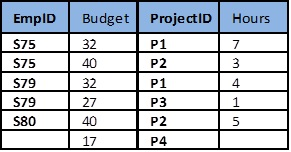 EmpID Budget ProjectID Hours
S75 32 P1 7
S75 40 P2 3
S79 32 P1 4
S79 27 P3 1
S80 40 P2 5
17 P4